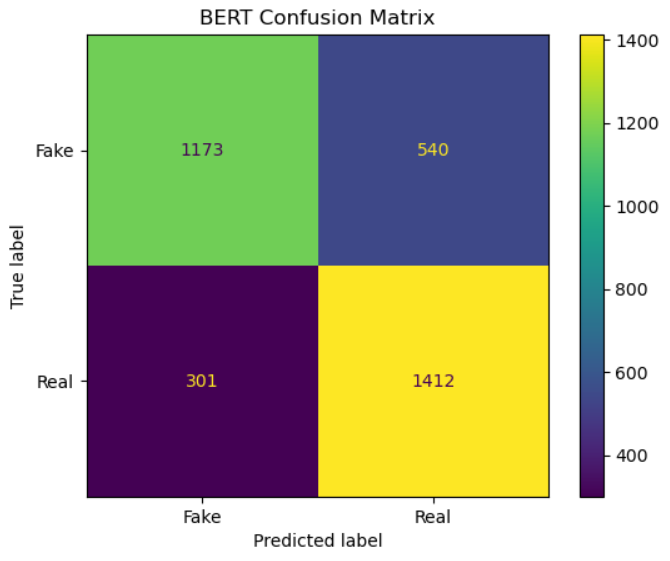 BERT Confusion Matrix
True label
Fake
1173
540
Real
301
1412
Fake
Real
Predicted label
1400
1200
1000
800
600
400